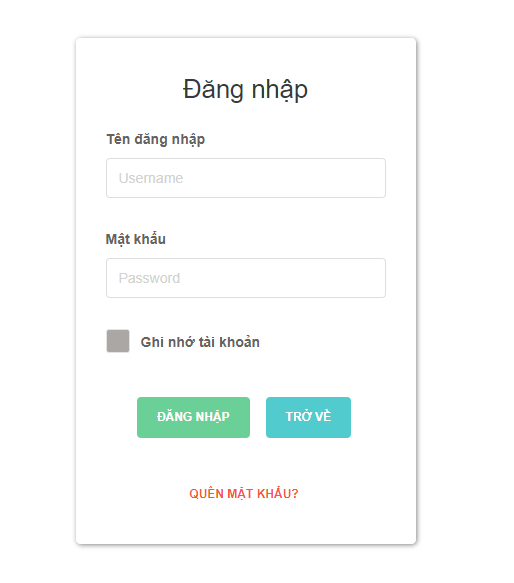 Đăng nhập
Tên đăng nhập
Username
Mật khẩu
Password
Ghi nhớ tài khoản
ĐĂNG NHẬP TRỞ VỀ
QUÊN MẬT KHẨU?